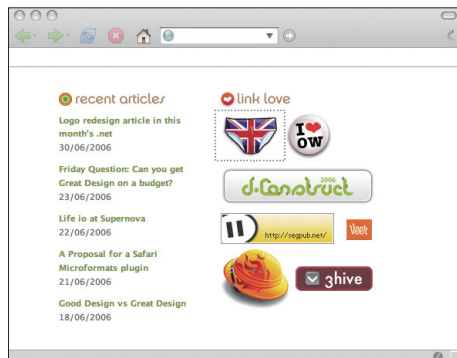 recent articles
Logo redesign article in this
month's .net
30/06/2006
Friday Question: Can you get
Great Design on a budget?
23/06/2006
Life io at Supernova
22/06/2006
A Proposal for a Safari
Microformats plugin
21/06/2006
Good Design vs Great Design
18/06/2006
link love
I
OW
d.Construct
2006
http://segpub.net/
Veer
3hive